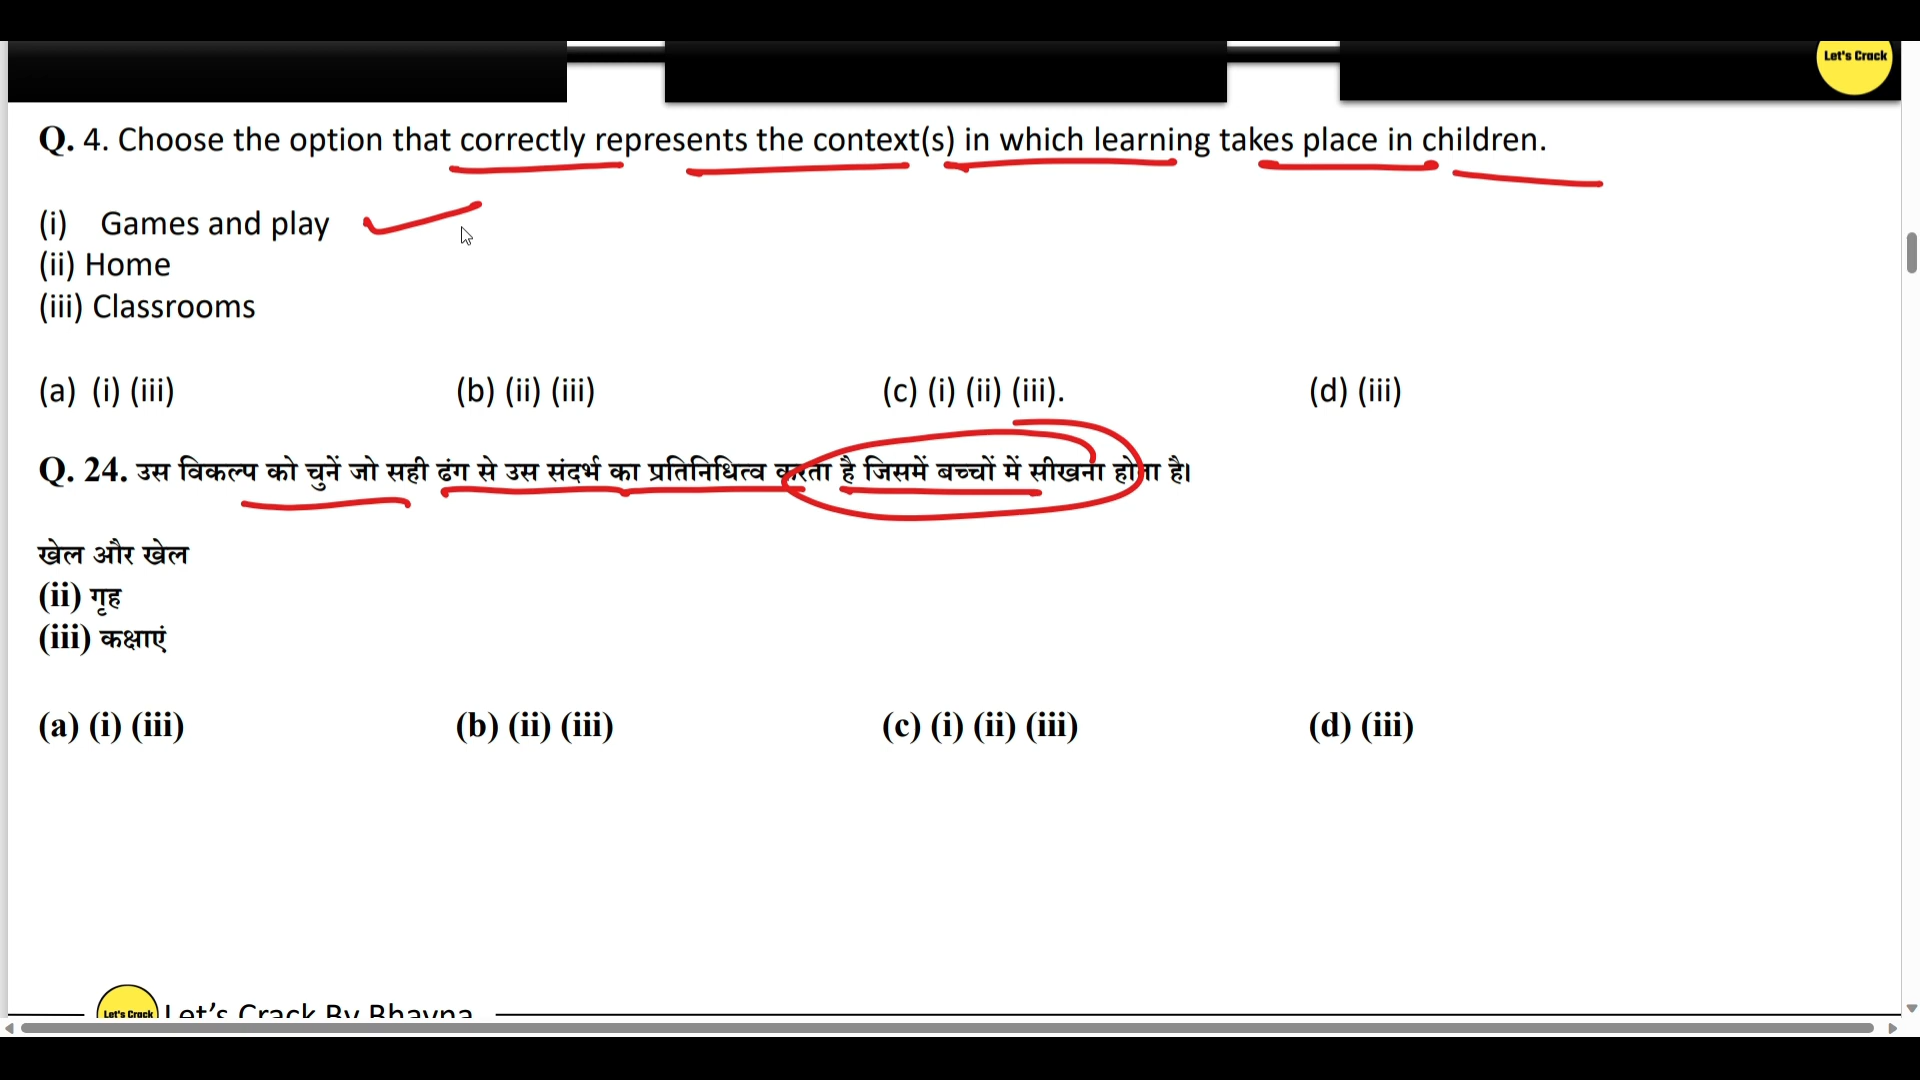 Let's Crack
Q. 4. Choose the option that correctly represents the context(s) in which learning takes place in children.
(i) Games and play
(ii) Home
(iii) Classrooms
(a) (i) (iii) (b) (ii) (iii) (c) (i) (ii) (iii). (d) (iii)
Q. 24. उस विकल्प को चुनें जो सही ढंग से उस संदर्भ का प्रतिनिधित्व करता है जिसमें बच्चों में सीखना होता है।
खेल और खेल
(ii) गृह
(iii) कक्षाएं
(a) (i) (iii) (b) (ii) (iii) (c) (i) (ii) (iii) (d) (iii)
Let's Crack Let's Crack By Bhavna